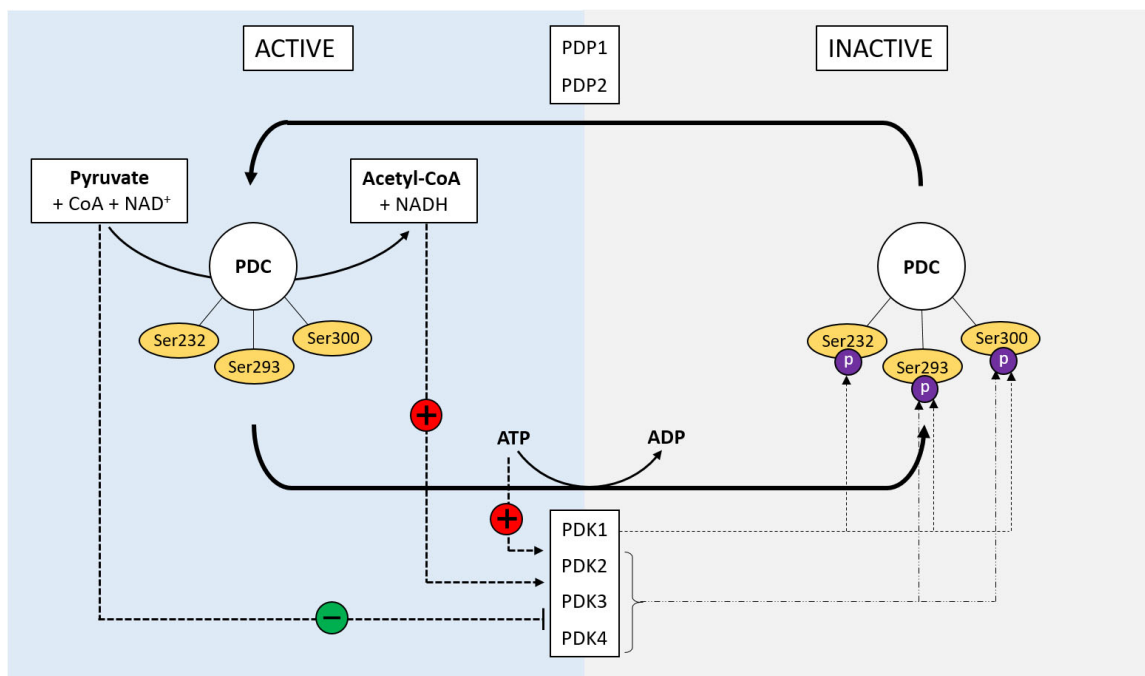 ACTIVE
PDP1
PDP2
INACTIVE
Pyruvate
+ CoA + NAD⁺
Acetyl-CoA
+ NADH
PDC
Ser232
Ser293
Ser300
PDC
Ser232
Ser293
Ser300
p
p
p
+
ATP
ADP
+
PDK1
PDK2
PDK3
PDK4
−